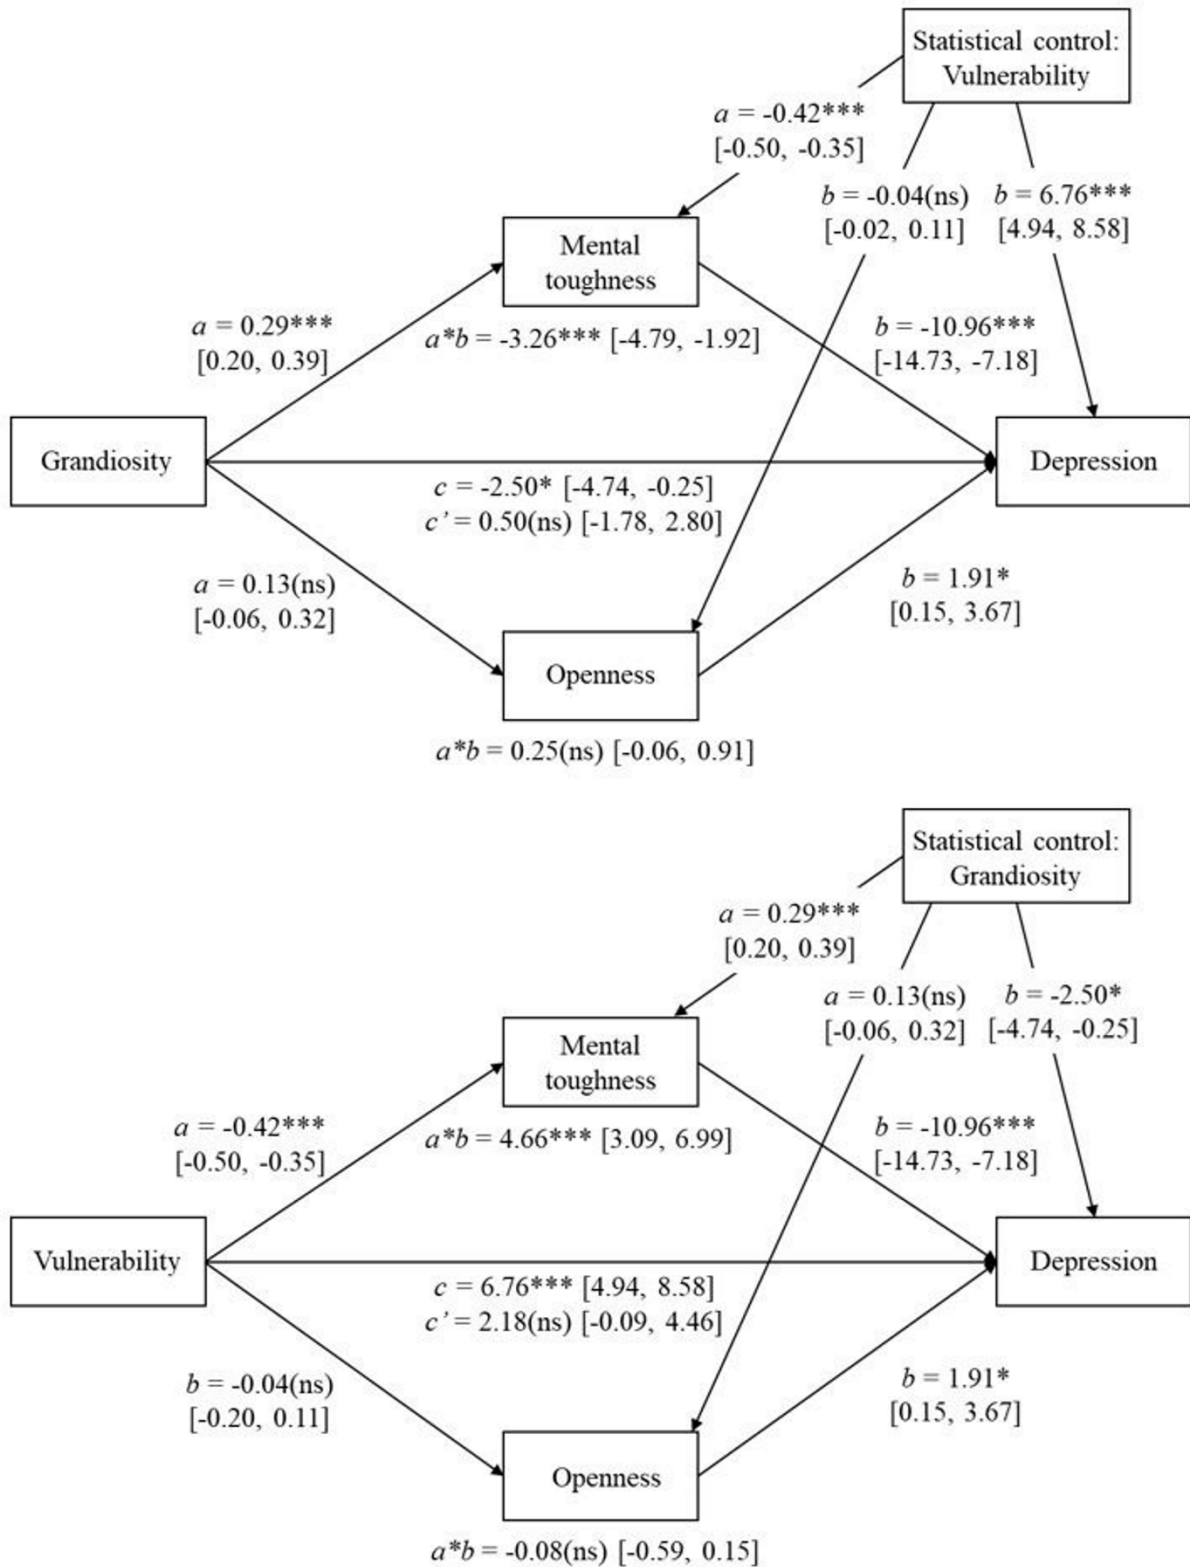 Statistical control:
Vulnerability
a = -0.42***
[-0.50, -0.35]
b = -0.04(ns)
[-0.02, 0.11]
b = 6.76***
[4.94, 8.58]
Mental
toughness
a = 0.29***
[0.20, 0.39]
a*b = -3.26*** [-4.79, -1.92]
b = -10.96***
[-14.73, -7.18]
Grandiosity
Depression
c = -2.50* [-4.74, -0.25]
c’ = 0.50(ns) [-1.78, 2.80]
a = 0.13(ns)
[-0.06, 0.32]
b = 1.91*
[0.15, 3.67]
Openness
a*b = 0.25(ns) [-0.06, 0.91]
Statistical control:
Grandiosity
a = 0.29***
[0.20, 0.39]
a = 0.13(ns)
[-0.06, 0.32]
b = -2.50*
[-4.74, -0.25]
Mental
toughness
a = -0.42***
[-0.50, -0.35]
a*b = 4.66*** [3.09, 6.99]
b = -10.96***
[-14.73, -7.18]
Vulnerability
Depression
c = 6.76*** [4.94, 8.58]
c’ = 2.18(ns) [-0.09, 4.46]
b = -0.04(ns)
[-0.20, 0.11]
b = 1.91*
[0.15, 3.67]
Openness
a*b = -0.08(ns) [-0.59, 0.15]